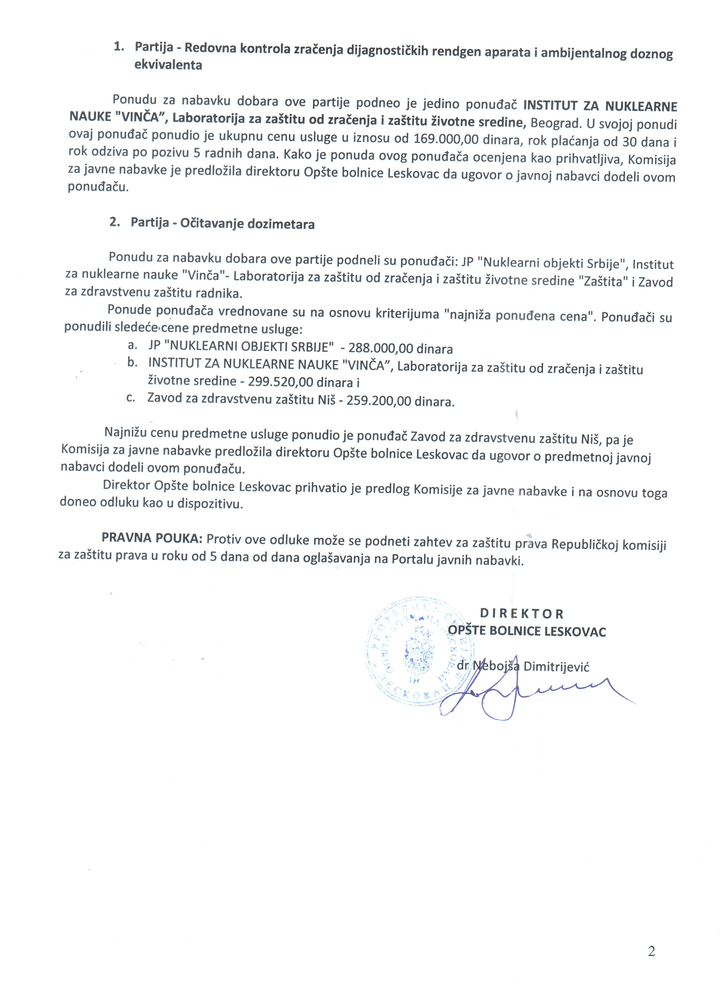 1. Partija - Redovna kontrola zračenja dijagnostičkih rendgen aparata i ambijentalnog doznog
ekvivalenta
Ponudu za nabavku dobara ove partije podneo je jedino ponuđač INSTITUT ZA NUKLEARNE
NAUKE "VINČA”, Laboratorija za zaštitu od zračenja i zaštitu životne sredine, Beograd. U svojoj ponudi
ovaj ponuđač ponudio je ukupnu cenu usluge u iznosu od 169.000,00 dinara, rok plaćanja od 30 dana i
rok odziva po pozivu 5 radnih dana. Kako je ponuda ovog ponuđača ocenjena kao prihvatljiva, Komisija
za javne nabavke je predložila direktoru Opšte bolnice Leskovac da ugovor o javnoj nabavci dodeli ovom
ponuđaču.
2. Partija - Očitavanje dozimetara
Ponudu za nabavku dobara ove partije podneli su ponuđači: JP "Nuklearni objekti Srbije", Institut
za nuklearne nauke "Vinča"- Laboratorija za zaštitu od zračenja i zaštitu životne sredine "Zaštita" i Zavod
za zdravstvenu zaštitu radnika.
Ponude ponuđača vrednovane su na osnovu kriterijuma "najniža ponuđena cena". Ponuđači su
ponudili sledeće cene predmetne usluge:
a. JP "NUKLEARNI OBJEKTI SRBIJE" - 288.000,00 dinara
b. INSTITUT ZA NUKLEARNE NAUKE "VINČA”, Laboratorija za zaštitu od zračenja i zaštitu
životne sredine - 299.520,00 dinara i
c. Zavod za zdravstvenu zaštitu Niš - 259.200,00 dinara.
Najnižu cenu predmetne usluge ponudio je ponuđač Zavod za zdravstvenu zaštitu Niš, pa je
Komisija za javne nabavke predložila direktoru Opšte bolnice Leskovac da ugovor o predmetnoj javnoj
nabavci dodeli ovom ponuđaču.
Direktor Opšte bolnice Leskovac prihvatio je predlog Komisije za javne nabavke i na osnovu toga
doneo odluku kao u dispozitivu.
PRAVNA POUKA: Protiv ove odluke može se podneti zahtev za zaštitu prava Republičkoj komisiji
za zaštitu prava u roku od 5 dana od dana oglašavanja na Portalu javnih nabavki.
D I R E K T O R
OPŠTE BOLNICE LESKOVAC
dr Nebojša Dimitrijević
РЕПУБЛИКА СРБИЈА
ОПШТА БОЛНИЦА ЛЕСКОВАЦ
ЛЕСКОВАЦ
2